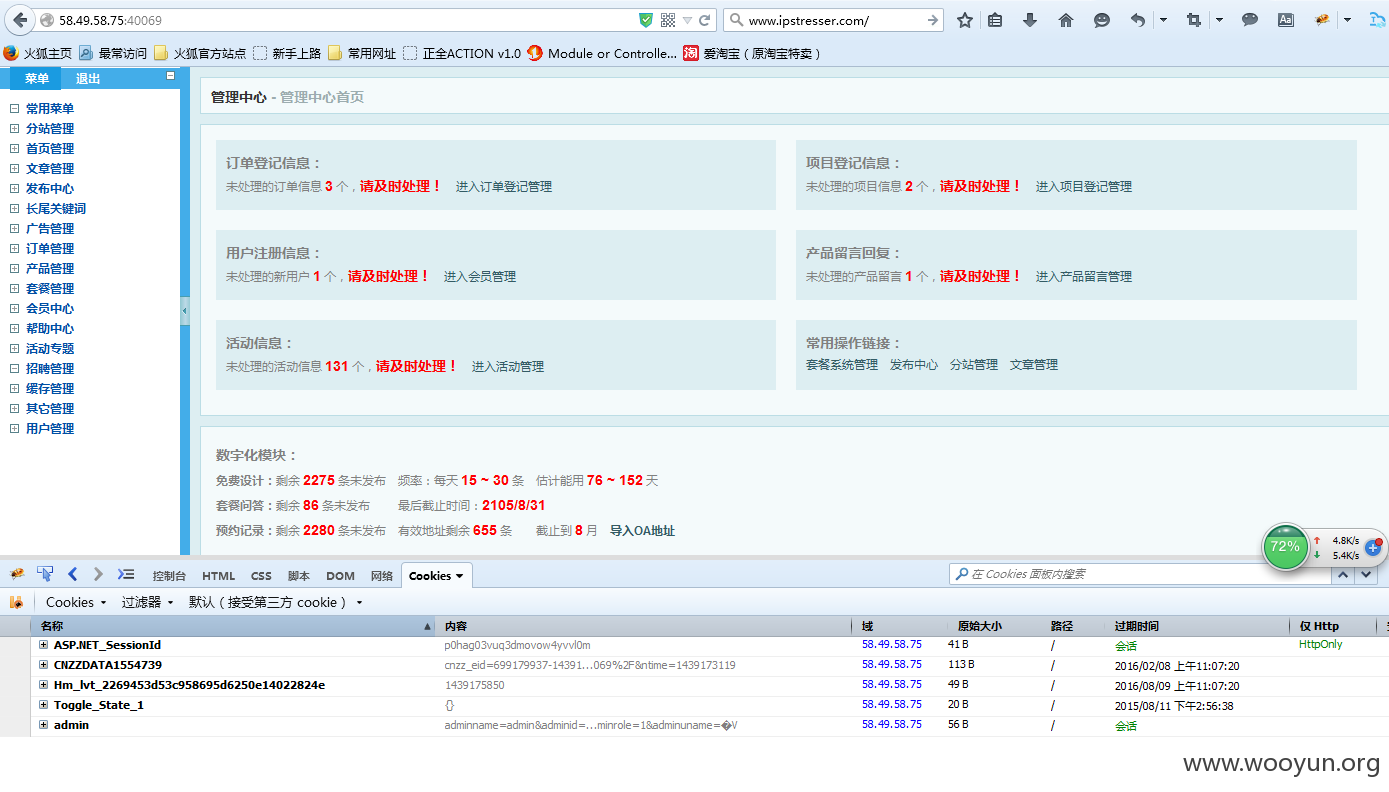 58.49.58.75:40069 www.ipstresser.com/
火狐主页 最常访问 火狐官方站点 新手上路 常用网址 正全ACTION v1.0 Module or Controlle... 爱淘宝（原淘宝特卖）
菜单 退出
管理中心 - 管理中心首页
常用菜单
分站管理
首页管理
文章管理
发布中心
长尾关键词
广告管理
订单管理
产品管理
套餐管理
会员中心
帮助中心
活动专题
招聘管理
缓存管理
其它管理
用户管理
订单登记信息：
未处理的订单信息 3 个，请及时处理！ 进入订单登记管理
项目登记信息：
未处理的项目信息 2 个，请及时处理！ 进入项目登记管理
用户注册信息：
未处理的新用户 1 个，请及时处理！ 进入会员管理
产品留言回复：
未处理的产品留言 1 个，请及时处理！ 进入产品留言管理
活动信息：
未处理的活动信息 131 个，请及时处理！ 进入活动管理
常用操作链接：
套餐系统管理 发布中心 分站管理 文章管理
数字化模块：
免费设计：剩余 2275 条未发布 频率：每天 15 ~ 30 条 估计能用 76 ~ 152 天
套餐问答：剩余 86 条未发布 最后截止时间：2105/8/31
预约记录：剩余 2280 条未发布 有效地址剩余 655 条 截止到 8 月 导入OA地址
72% 4.8K/s
5.4K/s
控制台 HTML CSS 脚本 DOM 网络 Cookies 在 Cookies 面板内搜索
Cookies 过滤器 默认（接受第三方 cookie）
名称 内容 域 原始大小 路径 过期时间 仅 Http
ASP.NET_SessionId p0hag03vuq3dmovow4yvvl0m 58.49.58.75 41 B / 会话 HttpOnly
CNZZDATA1554739 cnzz_eid=699179937-14391...069%2F&ntime=1439173119 58.49.58.75 113 B / 2016/02/08 上午11:07:20
Hm_lvt_2269453d53c958695d6250e14022824e 1439175850 58.49.58.75 49 B / 2016/08/09 上午11:07:20
Toggle_State_1 {} 58.49.58.75 20 B / 2015/08/11 下午2:56:38
admin adminname=admin&adminid=...minrole=1&adminuname=�V 58.49.58.75 56 B / 会话
www.wooyun.org